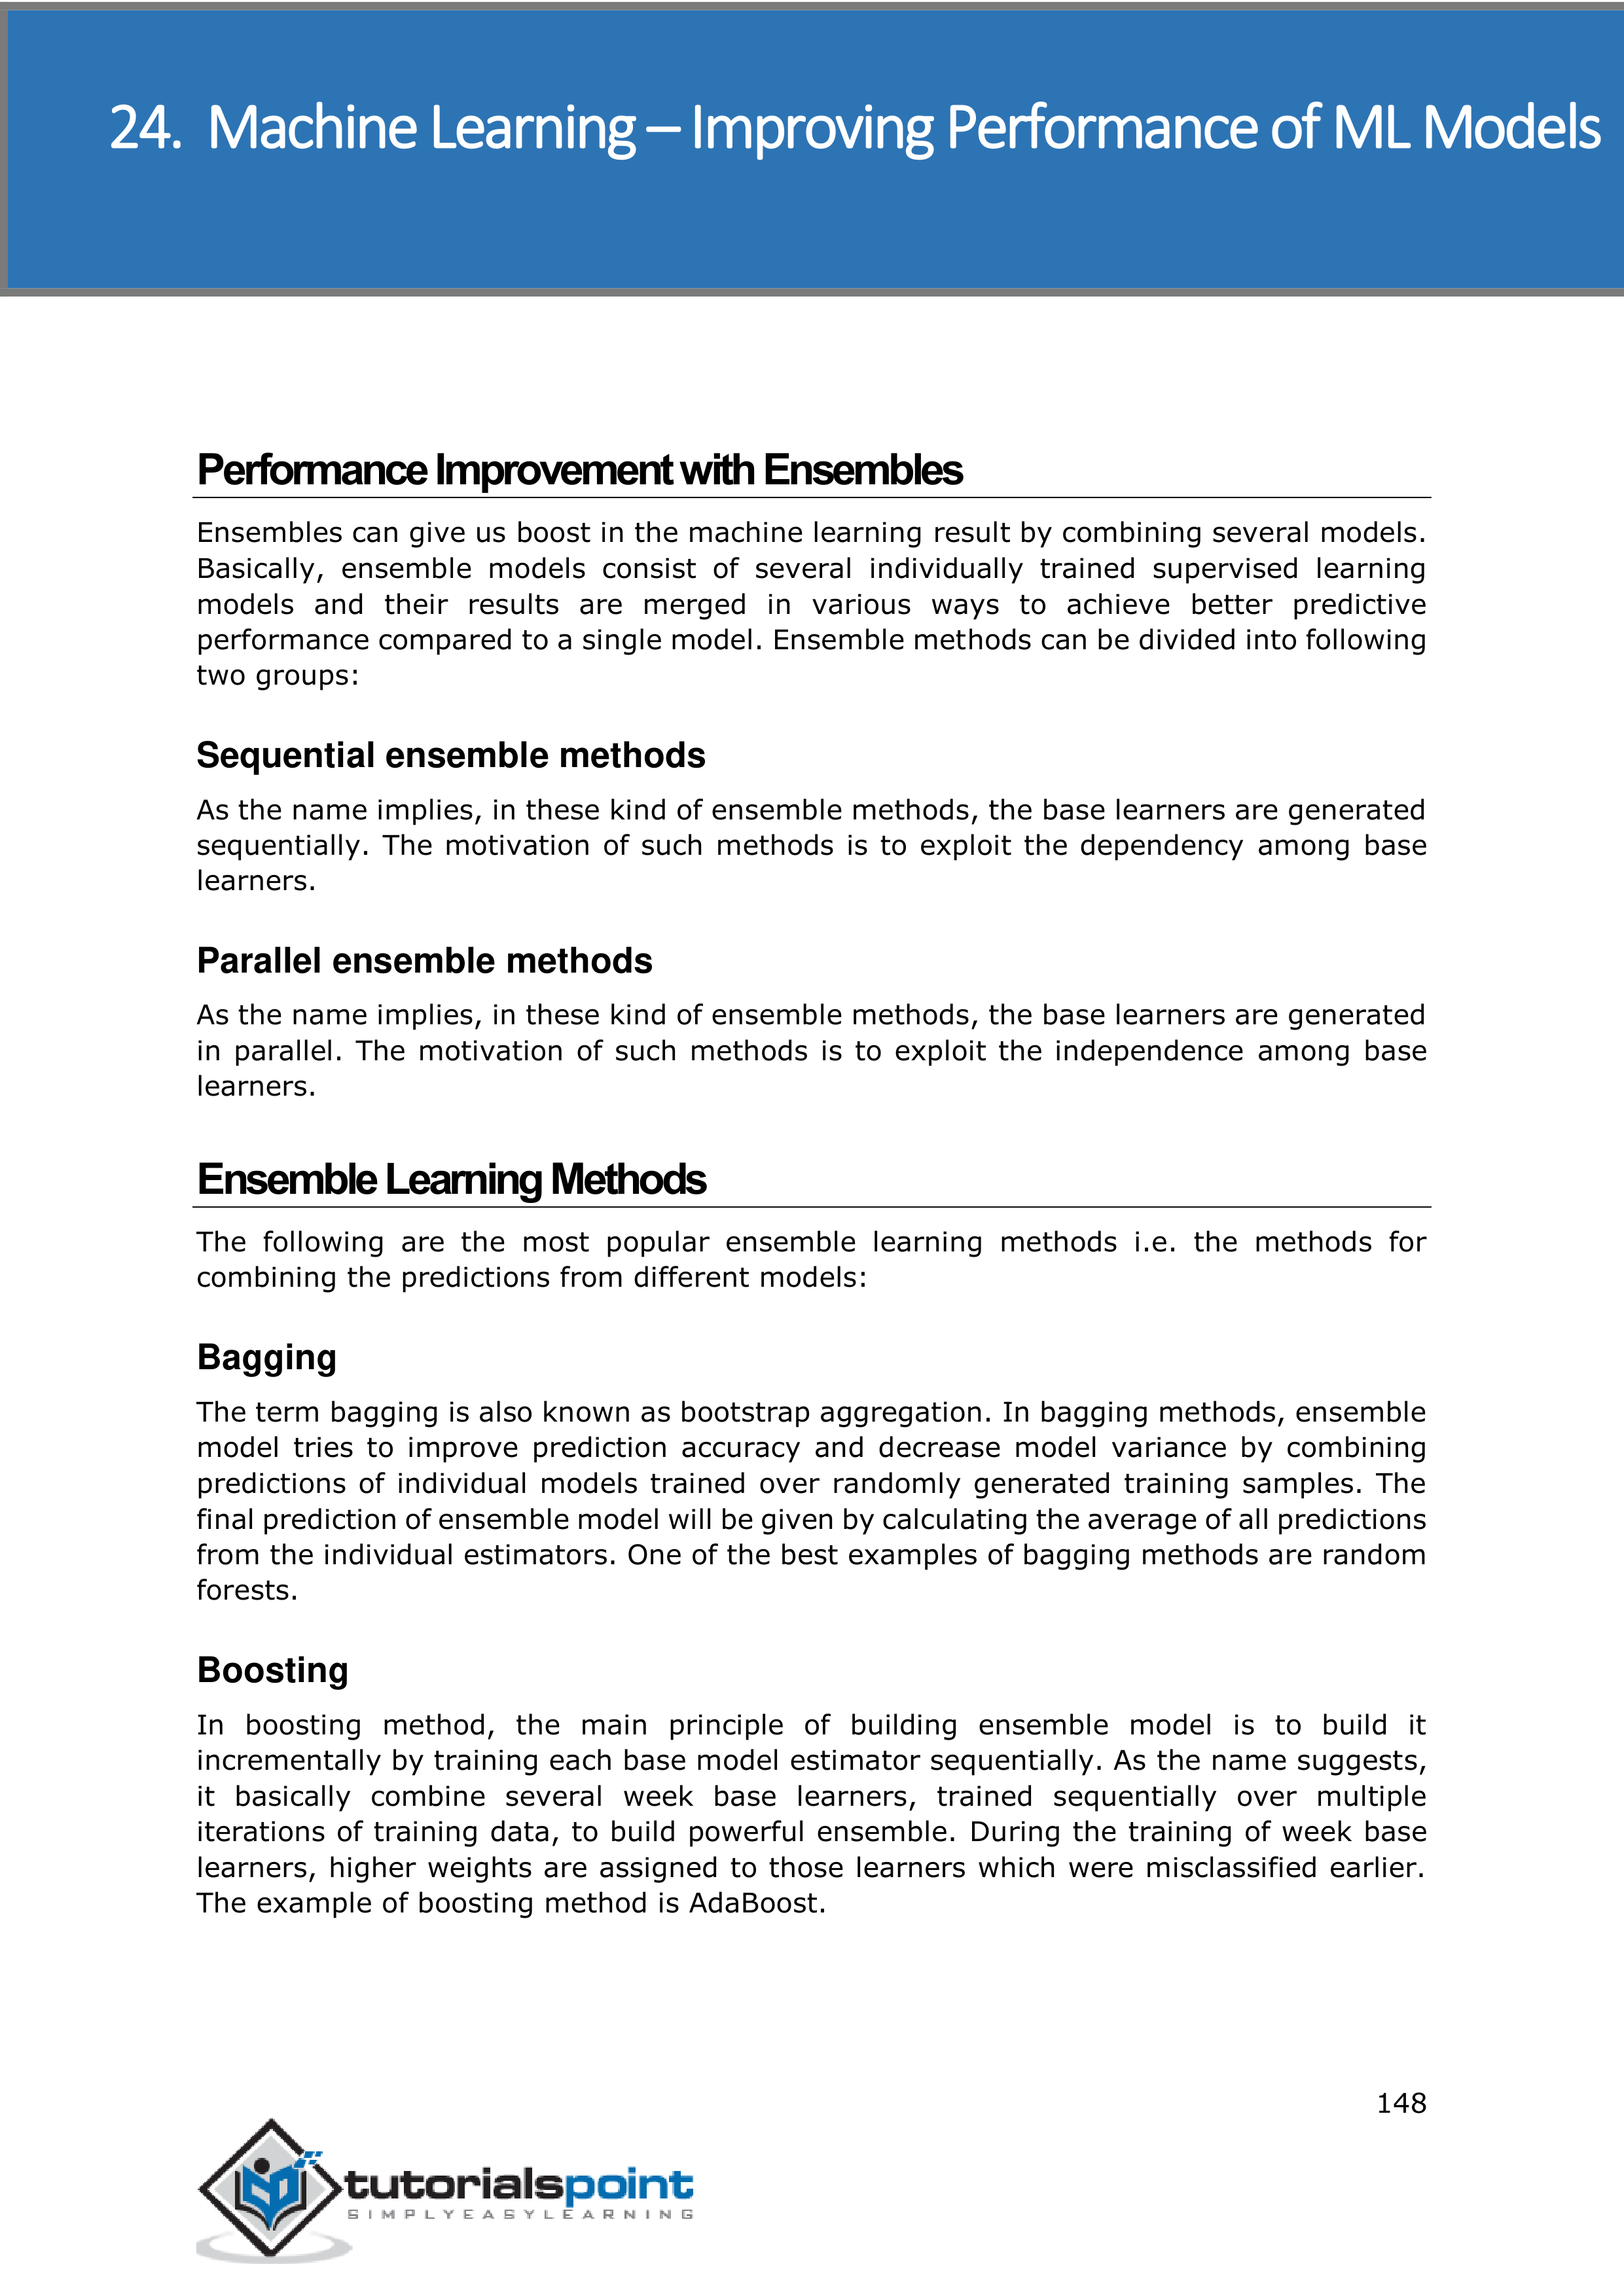 24. Machine Learning – Improving Performance of ML Models
Performance Improvement with Ensembles
Ensembles can give us boost in the machine learning result by combining several models.
Basically, ensemble models consist of several individually trained supervised learning
models and their results are merged in various ways to achieve better predictive
performance compared to a single model. Ensemble methods can be divided into following
two groups:
Sequential ensemble methods
As the name implies, in these kind of ensemble methods, the base learners are generated
sequentially. The motivation of such methods is to exploit the dependency among base
learners.
Parallel ensemble methods
As the name implies, in these kind of ensemble methods, the base learners are generated
in parallel. The motivation of such methods is to exploit the independence among base
learners.
Ensemble Learning Methods
The following are the most popular ensemble learning methods i.e. the methods for
combining the predictions from different models:
Bagging
The term bagging is also known as bootstrap aggregation. In bagging methods, ensemble
model tries to improve prediction accuracy and decrease model variance by combining
predictions of individual models trained over randomly generated training samples. The
final prediction of ensemble model will be given by calculating the average of all predictions
from the individual estimators. One of the best examples of bagging methods are random
forests.
Boosting
In boosting method, the main principle of building ensemble model is to build it
incrementally by training each base model estimator sequentially. As the name suggests,
it basically combine several week base learners, trained sequentially over multiple
iterations of training data, to build powerful ensemble. During the training of week base
learners, higher weights are assigned to those learners which were misclassified earlier.
The example of boosting method is AdaBoost.
148
tutorialspoint
SIMPLYEASYLEARNING